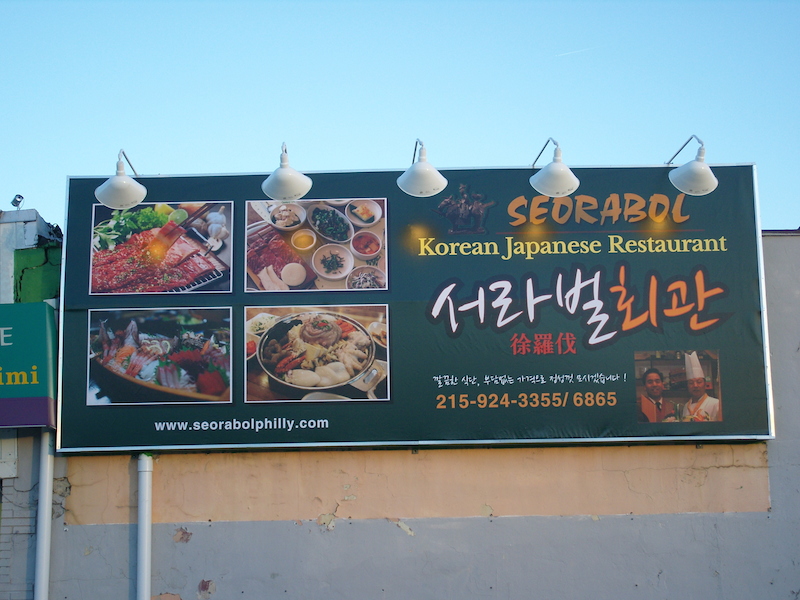 SEORABOL
Korean Japanese Restaurant
서라벌회관
徐羅伐
깔끔한 식단, 부담없는 가격으로 정성껏 모시겠습니다 !
215-924-3355/ 6865
www.seorabolphilly.com
imi